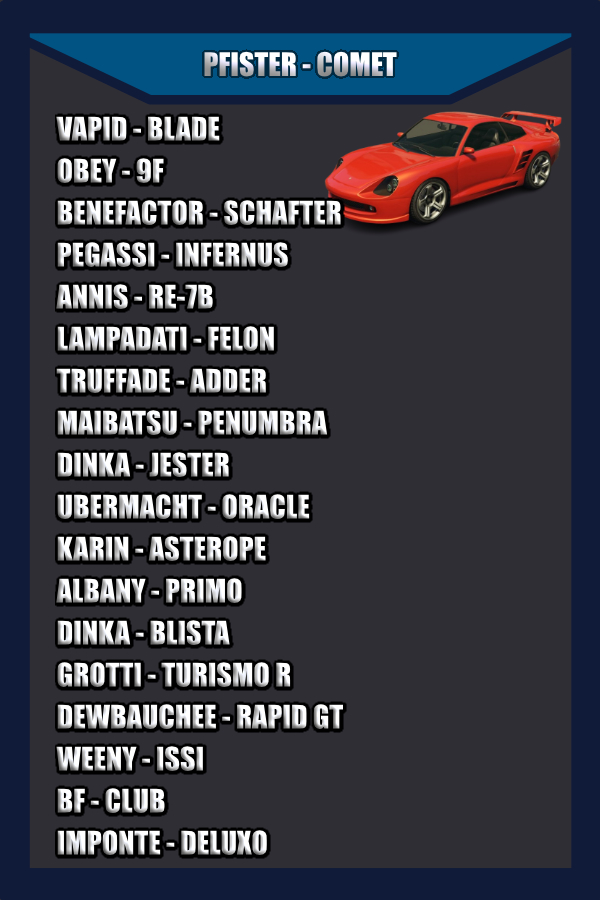 PFISTER - COMET
VAPID - BLADE
OBEY - 9F
BENEFACTOR - SCHAFTER
PEGASSI - INFERNUS
ANNIS - RE-7B
LAMPADATI - FELON
TRUFFADE - ADDER
MAIBATSU - PENUMBRA
DINKA - JESTER
UBERMACHT - ORACLE
KARIN - ASTEROPE
ALBANY - PRIMO
DINKA - BLISTA
GROTTI - TURISMO R
DEWBAUCHEE - RAPID GT
WEENY - ISSI
BF - CLUB
IMPONTE - DELUXO